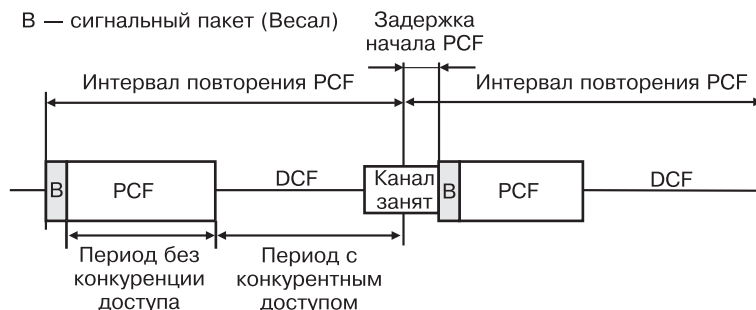 В — сигнальный пакет (Весал)
Задержка
начала PCF
Интервал повторения PCF
Интервал повторения PCF
В
PCF
DCF
Канал
занят
В
PCF
DCF
Период без
конкуренции
доступа
Период с
конкурентным
доступом